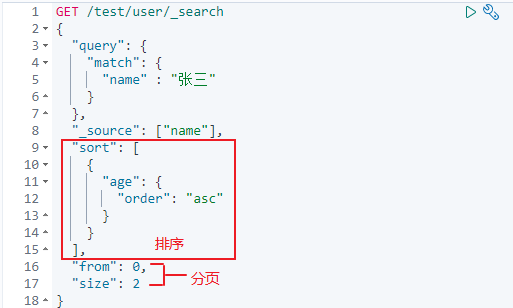 1 GET /test/user/_search
2 {
3 "query": {
4 "match": {
5 "name" : "张三"
6 }
7 },
8 "_source": ["name"],
9 "sort": [
10 {
11 "age": {
12 "order": "asc"
13 }
14 }
15 ],
排序
16 "from": 0,
17 "size": 2
分页
18 }